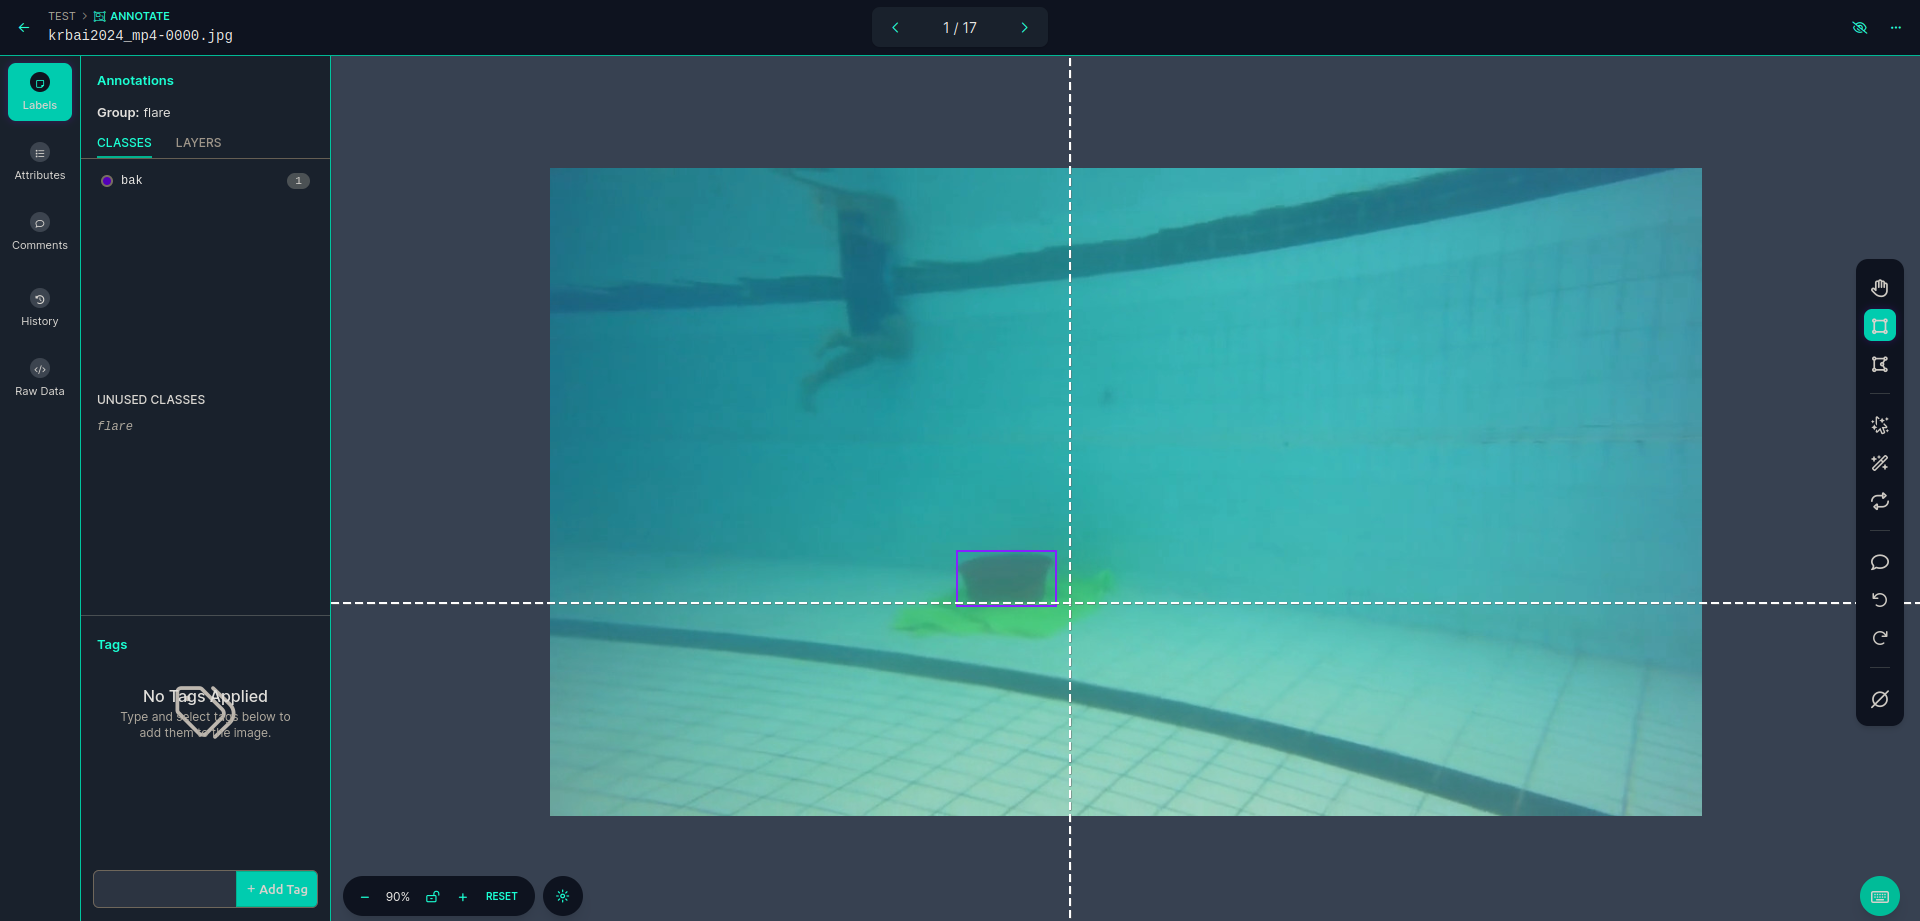 TEST > ANNOTATE
krbai2024_mp4-0000.jpg
1 / 17
Labels
Attributes
Comments
History
Raw Data
Annotations
Group: flare
CLASSES LAYERS
bak 1
UNUSED CLASSES
flare
Tags
No Tags Applied
Type and select tags below to
add them to the image.
+ Add Tag
− 90% + RESET